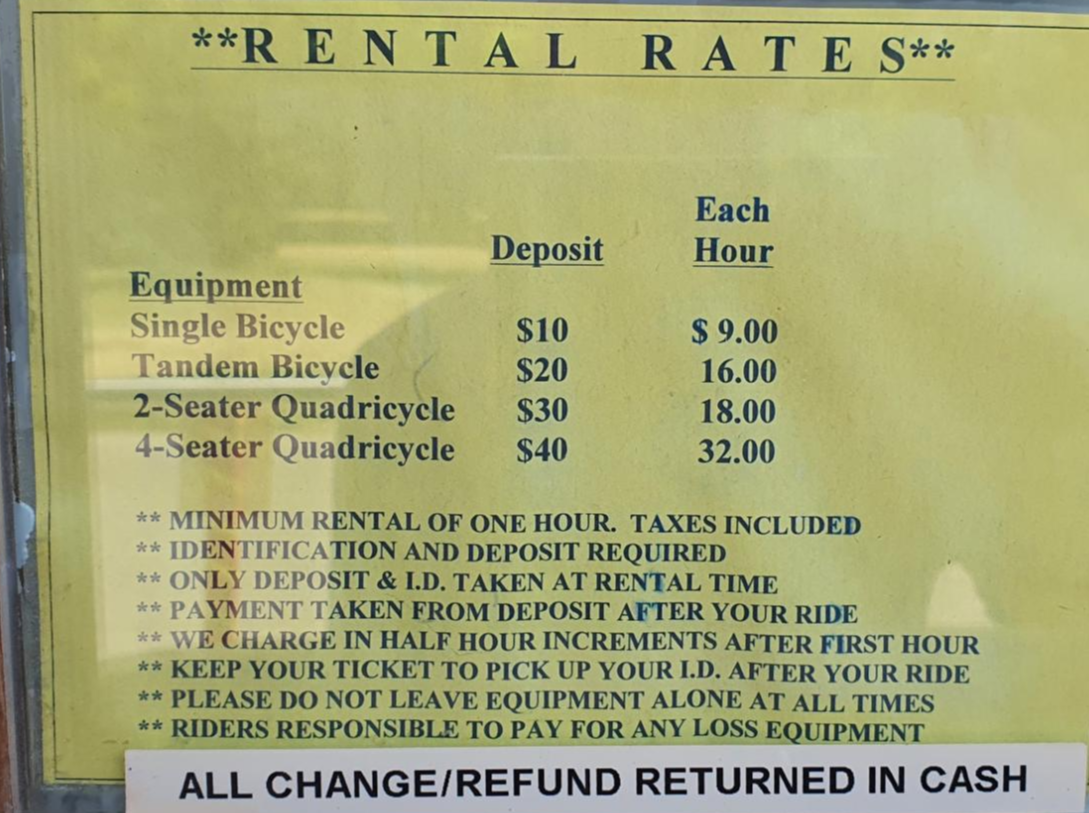 **RENTAL RATES**
Each
Deposit Hour
Equipment
Single Bicycle $10 $ 9.00
Tandem Bicycle $20 16.00
2-Seater Quadricycle $30 18.00
4-Seater Quadricycle $40 32.00
** MINIMUM RENTAL OF ONE HOUR. TAXES INCLUDED
** IDENTIFICATION AND DEPOSIT REQUIRED
** ONLY DEPOSIT & I.D. TAKEN AT RENTAL TIME
** PAYMENT TAKEN FROM DEPOSIT AFTER YOUR RIDE
** WE CHARGE IN HALF HOUR INCREMENTS AFTER FIRST HOUR
** KEEP YOUR TICKET TO PICK UP YOUR I.D. AFTER YOUR RIDE
** PLEASE DO NOT LEAVE EQUIPMENT ALONE AT ALL TIMES
** RIDERS RESPONSIBLE TO PAY FOR ANY LOSS EQUIPMENT
ALL CHANGE/REFUND RETURNED IN CASH